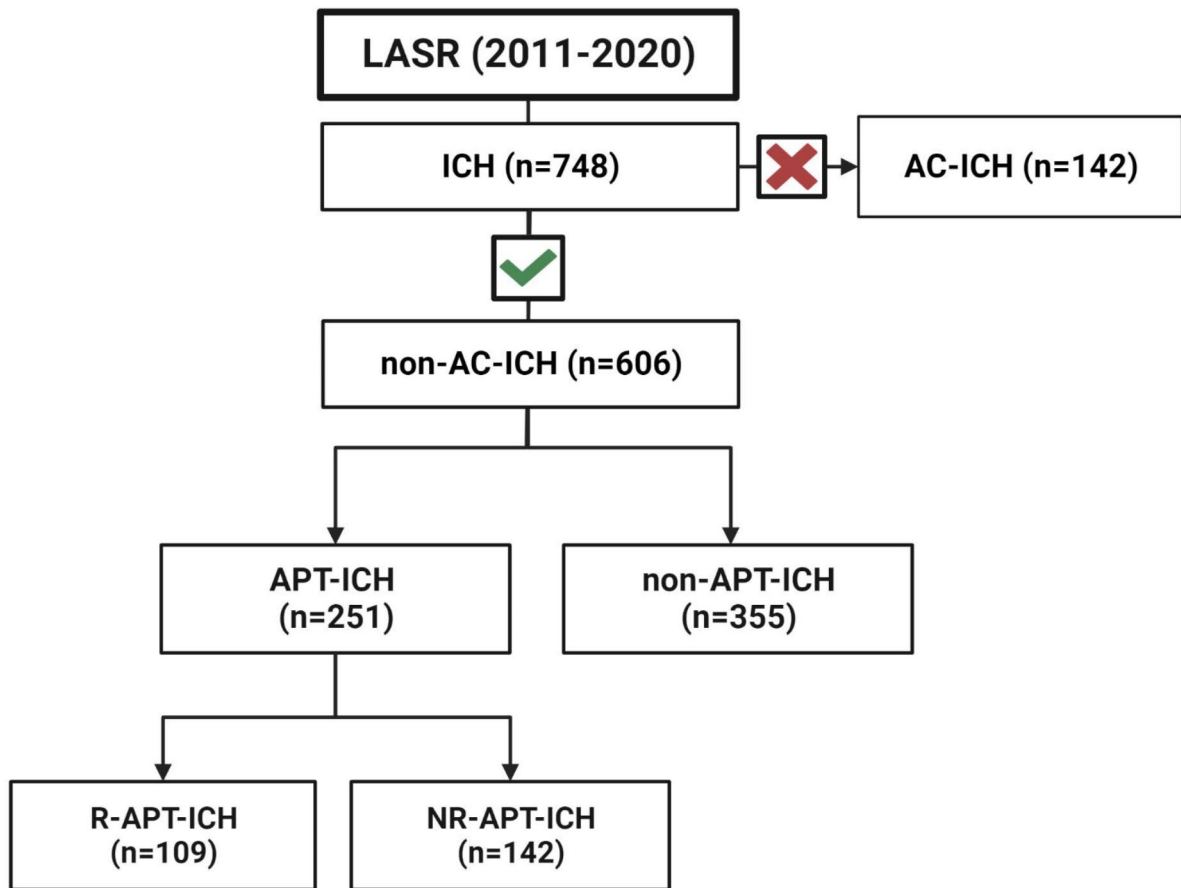 LASR (2011-2020)
ICH (n=748)
AC-ICH (n=142)
non-AC-ICH (n=606)
APT-ICH
(n=251)
non-APT-ICH
(n=355)
R-APT-ICH
(n=109)
NR-APT-ICH
(n=142)